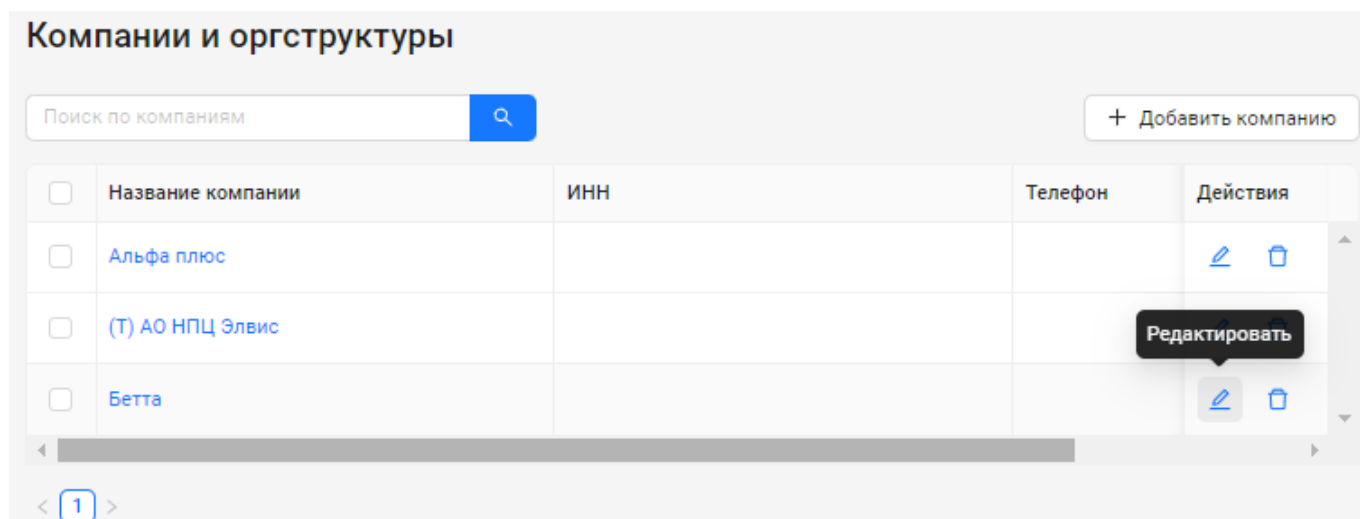 Компании и оргструктуры
Поиск по компаниям
+ Добавить компанию
Название компании ИНН Телефон Действия
Альфа плюс
(Т) АО НПЦ Элвис
Редактировать
Бетта
< 1 >